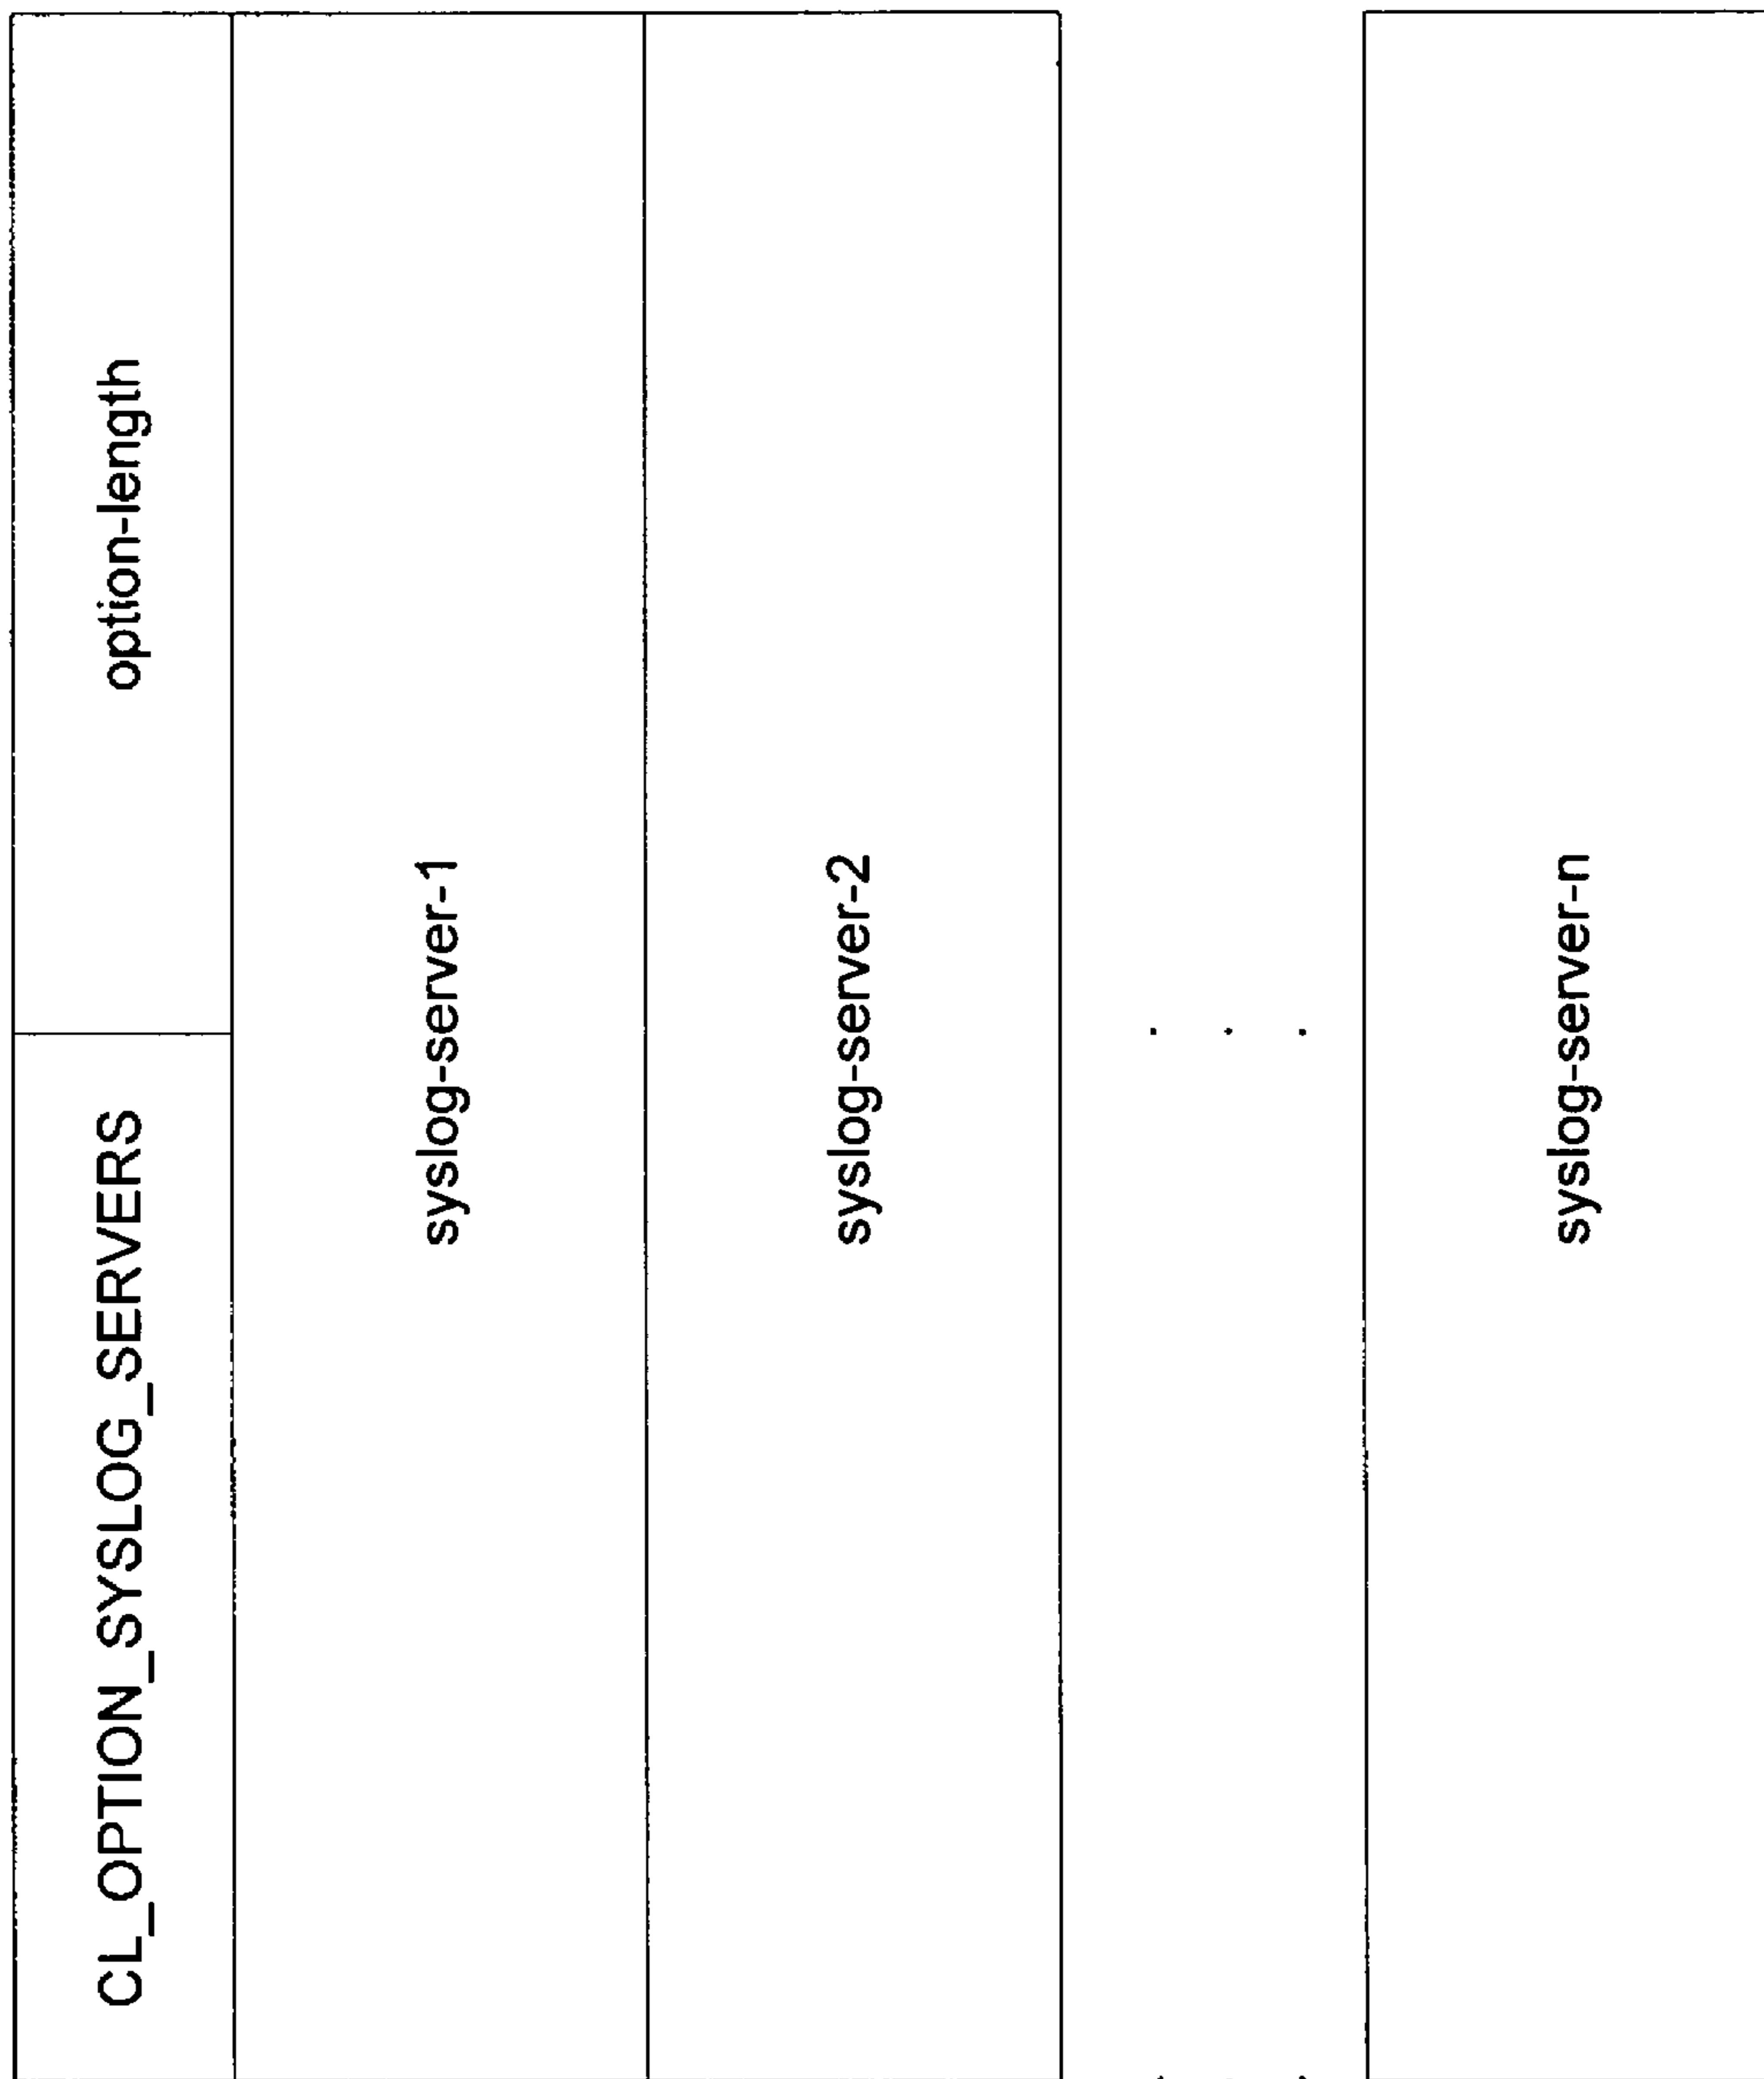 CL_OPTION_SYSLOG_SERVERS option-length
syslog-server-1
syslog-server-2
. . .
syslog-server-n